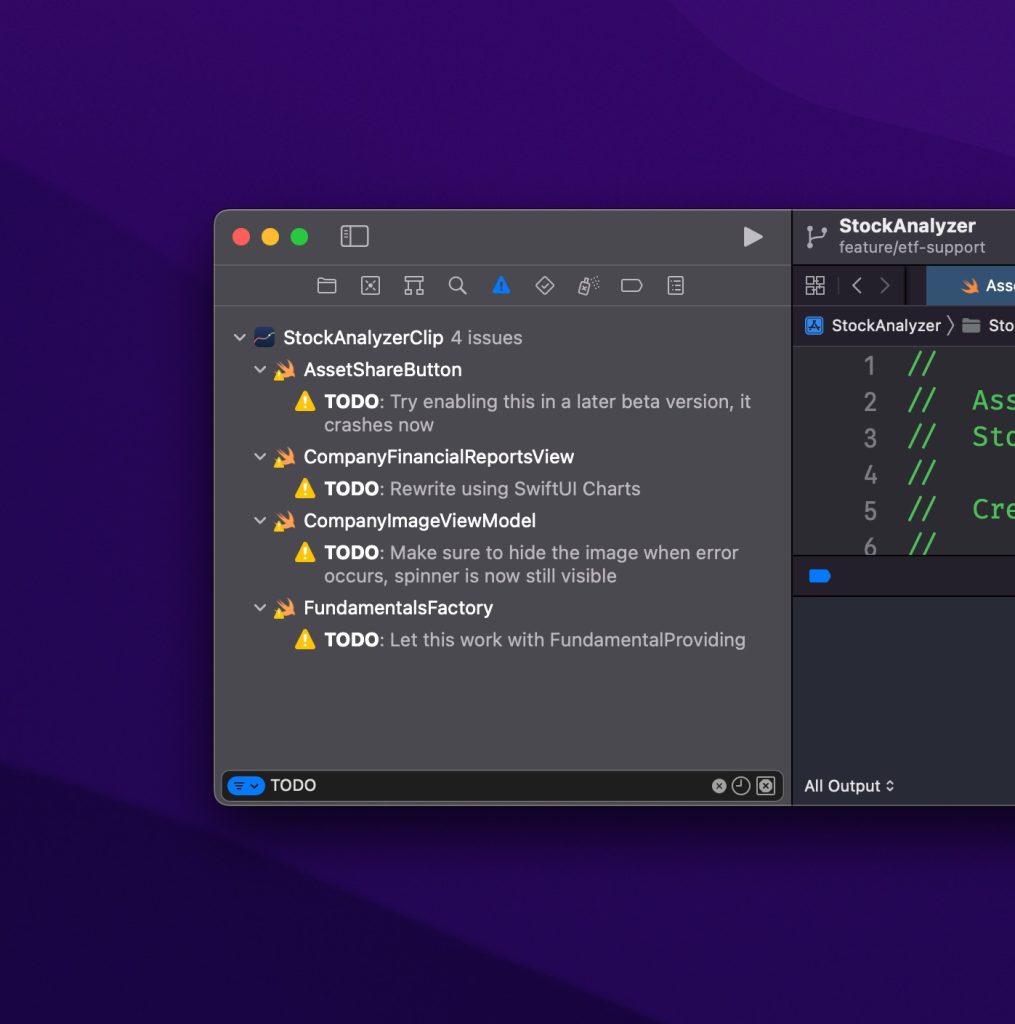 StockAnalyzer
feature/etf-support
StockAnalyzerClip 4 issues
AssetShareButton
TODO: Try enabling this in a later beta version, it
crashes now
CompanyFinancialReportsView
TODO: Rewrite using SwiftUI Charts
CompanyImageViewModel
TODO: Make sure to hide the image when error
occurs, spinner is now still visible
FundamentalsFactory
TODO: Let this work with FundamentalProviding
TODO
Asse
StockAnalyzer Sto
1 //
2 // Ass
3 // Sto
4 //
5 // Cre
6 //
All Output